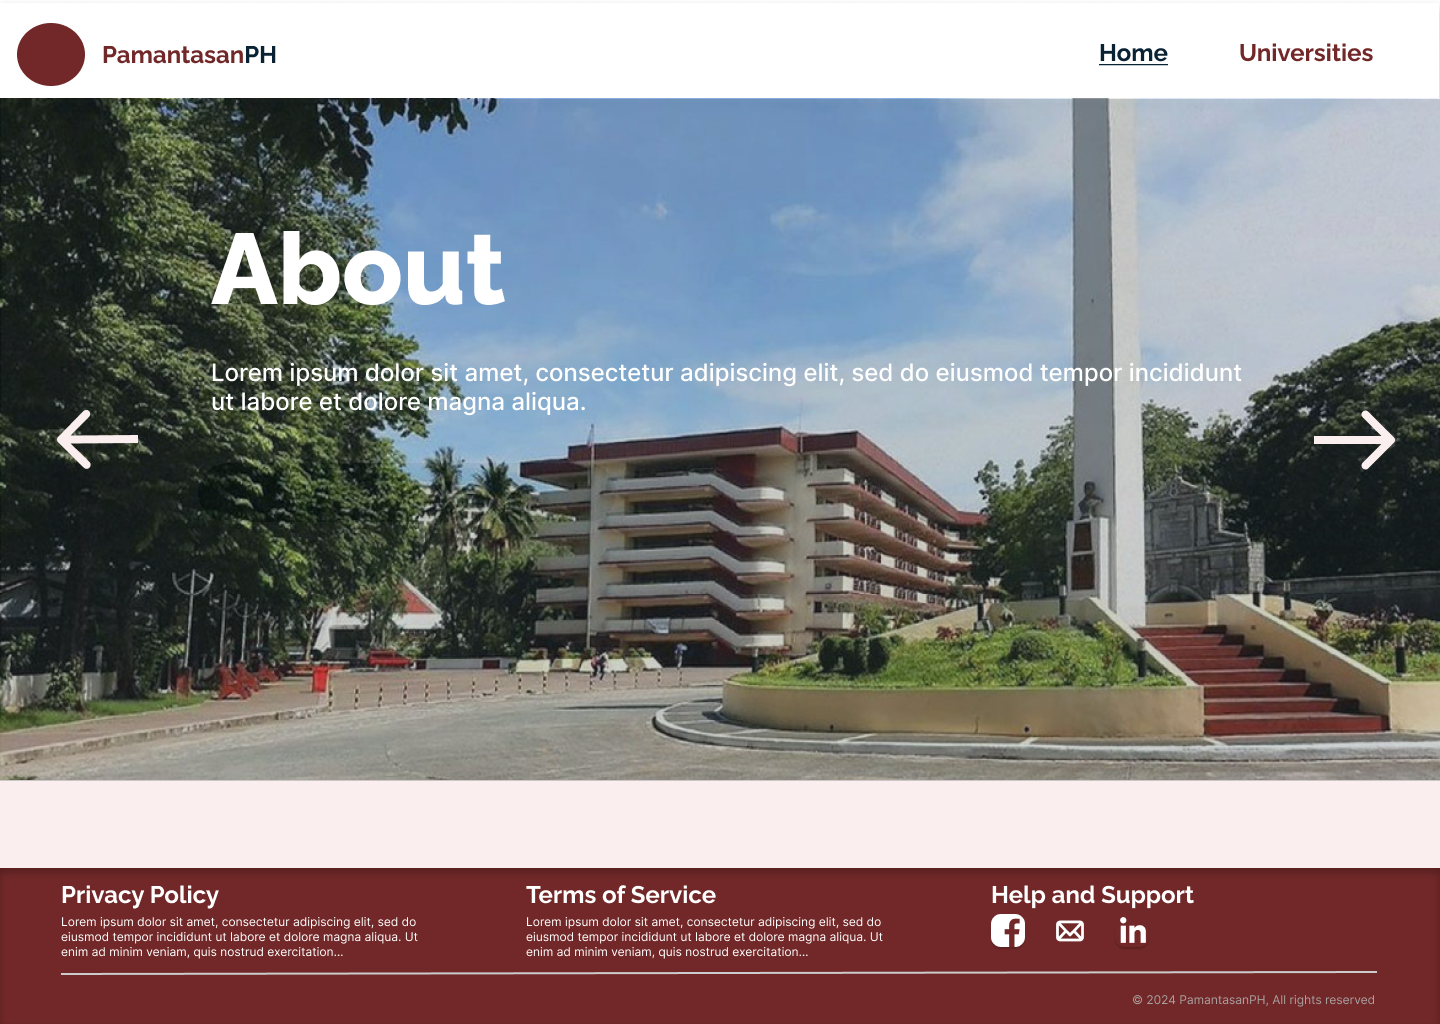 PamantasanPH
Home
Universities
About
Lorem ipsum dolor sit amet, consectetur adipiscing elit, sed do eiusmod tempor incididunt
ut labore et dolore magna aliqua.
Privacy Policy
Lorem ipsum dolor sit amet, consectetur adipiscing elit, sed do
eiusmod tempor incididunt ut labore et dolore magna aliqua. Ut
enim ad minim veniam, quis nostrud exercitation...
Terms of Service
Lorem ipsum dolor sit amet, consectetur adipiscing elit, sed do
eiusmod tempor incididunt ut labore et dolore magna aliqua. Ut
enim ad minim veniam, quis nostrud exercitation...
Help and Support
© 2024 PamantasanPH, All rights reserved